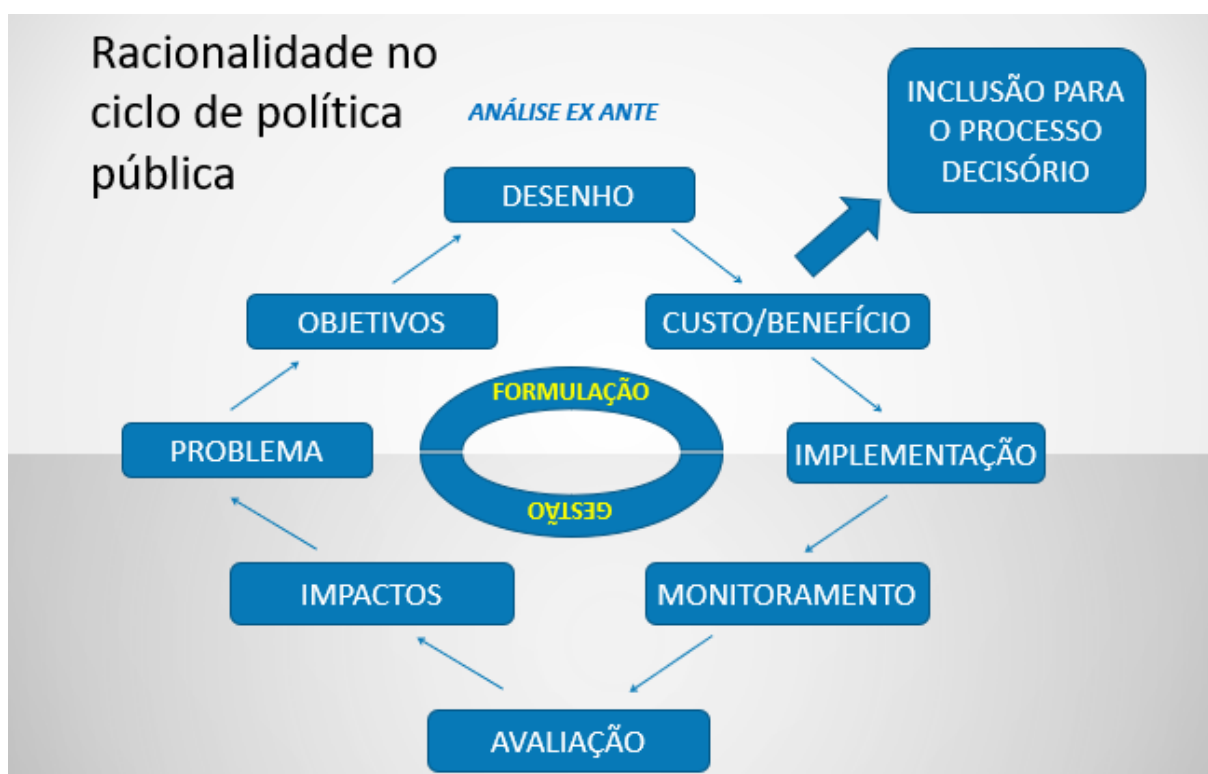 Racionalidade no
ciclo de política
pública
ANÁLISE EX ANTE
INCLUSÃO PARA
O PROCESSO
DECISÓRIO
DESENHO
OBJETIVOS
CUSTO/BENEFÍCIO
FORMULAÇÃO
PROBLEMA
IMPLEMENTAÇÃO
GESTÃO
IMPACTOS
MONITORAMENTO
AVALIAÇÃO